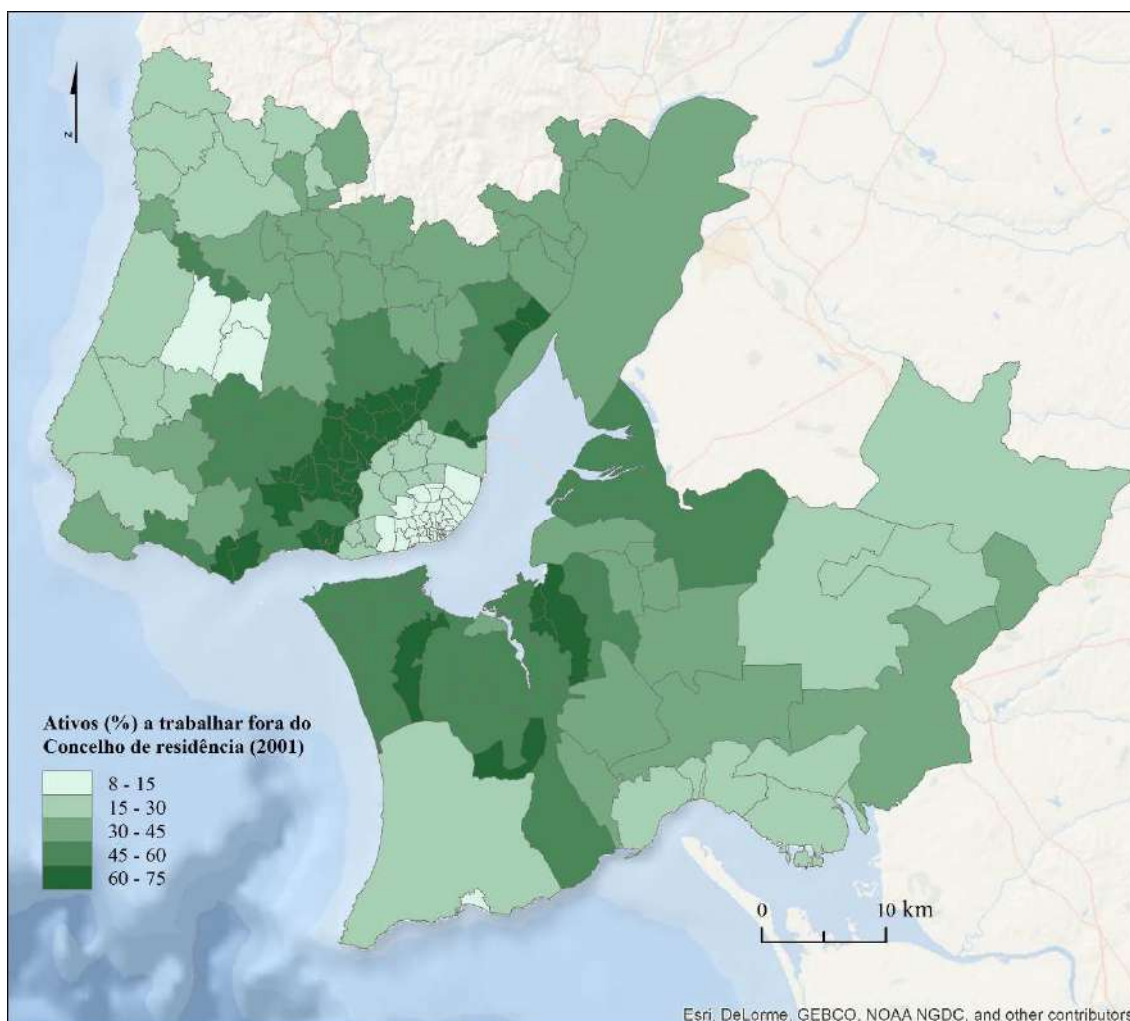 N
Ativos (%) a trabalhar fora do
Concelho de residência (2001)
8 - 15
15 - 30
30 - 45
45 - 60
60 - 75
0 10 km
Esri, DeLorme, GEBCO, NOAA NGDC, and other contributors